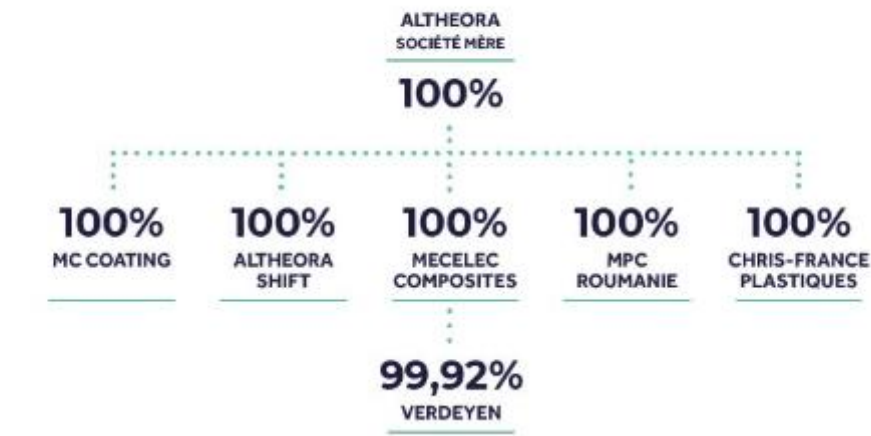 ALTHEORA
SOCIÉTÉ MÈRE
100%
100%
MC COATING
100%
ALTHEORA
SHIFT
100%
MECELEC
COMPOSITES
100%
MPC
ROUMANIE
100%
CHRIS-FRANCE
PLASTIQUES
99,92%
VERDEYEN